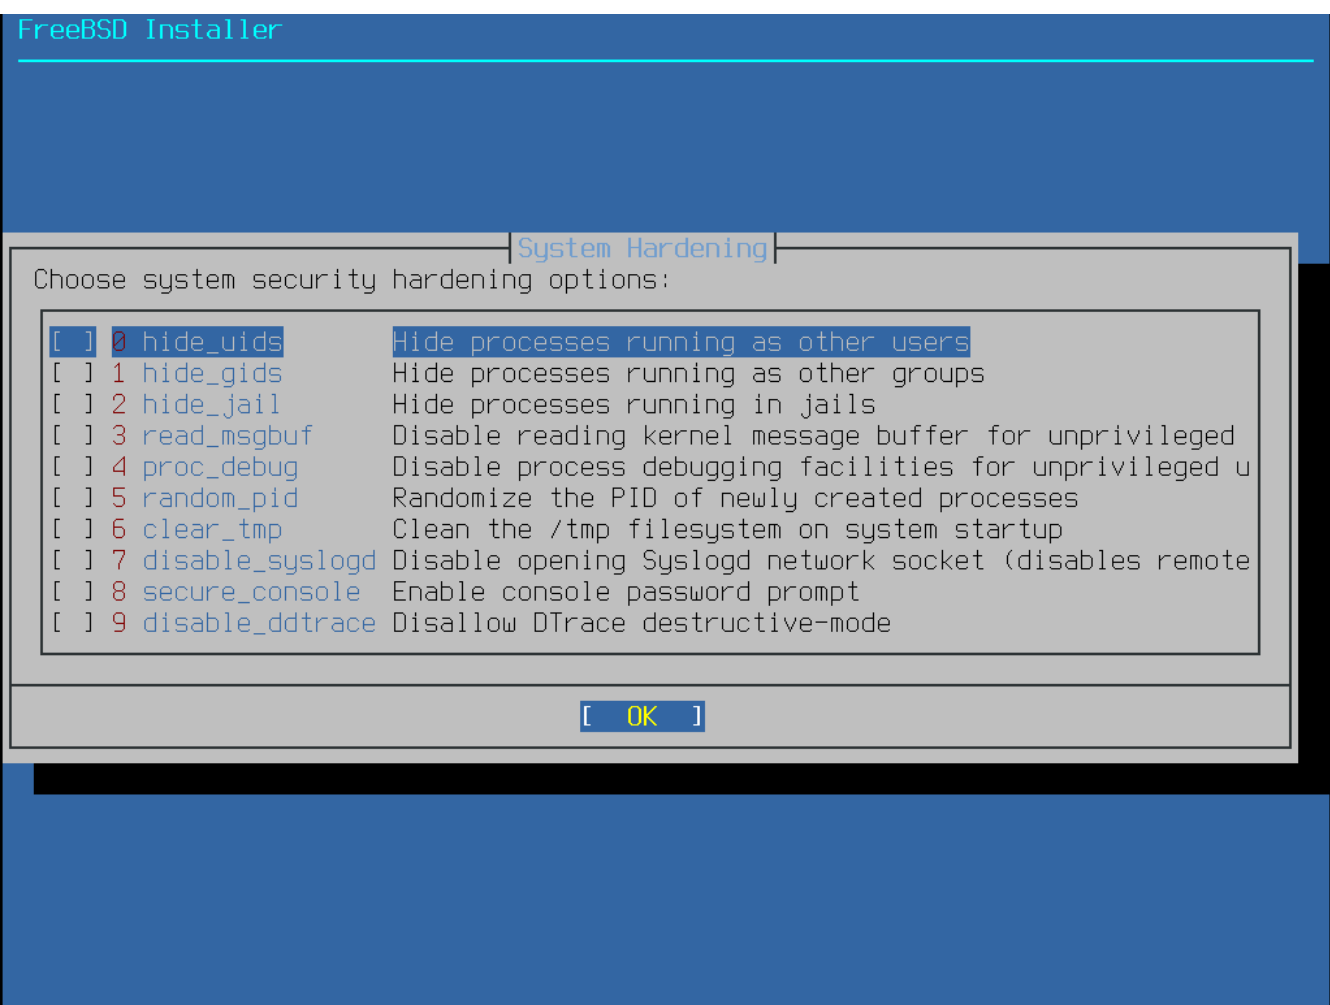 FreeBSD Installer
System Hardening
Choose system security hardening options:
[ ] 0 hide_uids Hide processes running as other users
[ ] 1 hide_gids Hide processes running as other groups
[ ] 2 hide_jail Hide processes running in jails
[ ] 3 read_msgbuf Disable reading kernel message buffer for unprivileged
[ ] 4 proc_debug Disable process debugging facilities for unprivileged u
[ ] 5 random_pid Randomize the PID of newly created processes
[ ] 6 clear_tmp Clean the /tmp filesystem on system startup
[ ] 7 disable_syslogd Disable opening Syslogd network socket (disables remote
[ ] 8 secure_console Enable console password prompt
[ ] 9 disable_ddtrace Disallow DTrace destructive-mode
[ OK ]